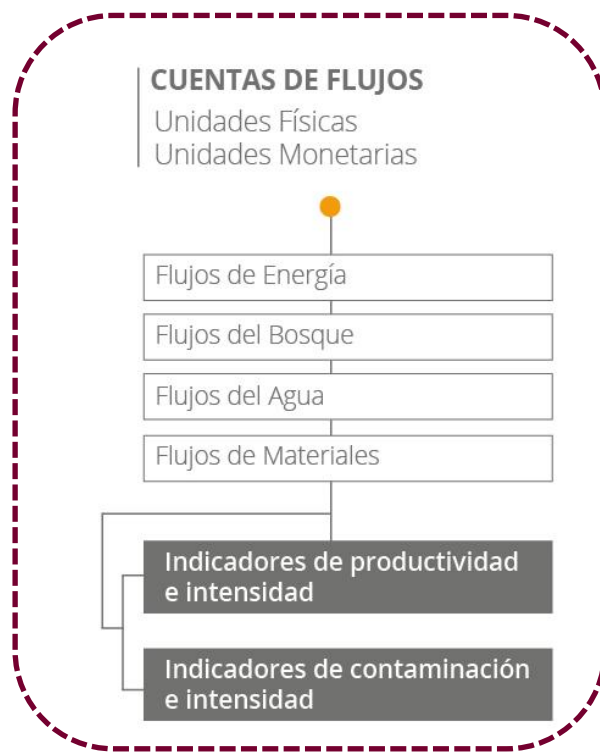 CUENTAS DE FLUJOS
Unidades Físicas
Unidades Monetarias
Flujos de Energía
Flujos del Bosque
Flujos del Agua
Flujos de Materiales
Indicadores de productividad
e intensidad
Indicadores de contaminación
e intensidad